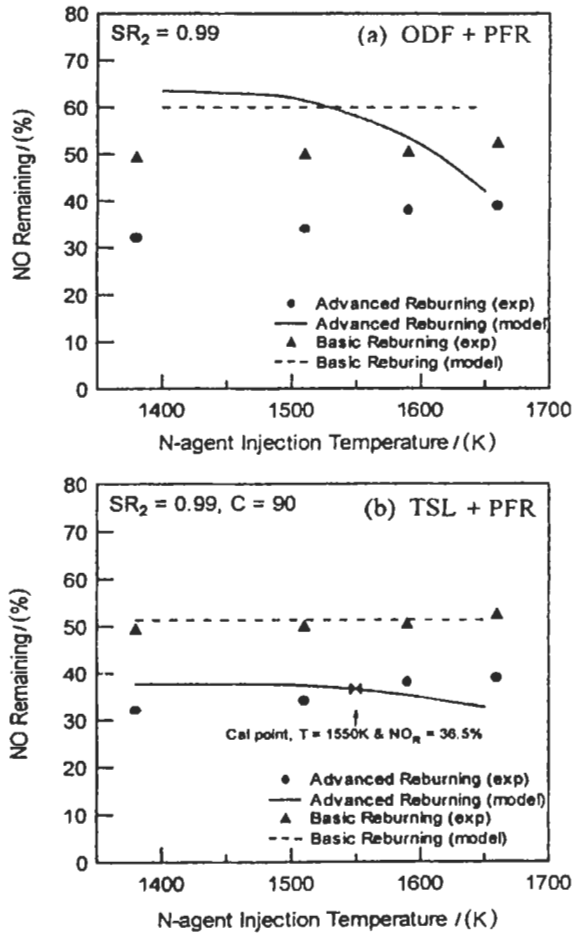 80
SR2 = 0.99
(a) ODF + PFR
70
60
50
40
30
20
10
0
NO Remaining/(%)
Advanced Reburning (exp)
Advanced Reburning (model)
Basic Reburning (exp)
Basic Reburing (model)
1400
1500
1600
1700
N-agent Injection Temperature/(K)
80
SR2 = 0.99, C = 90
(b) TSL + PFR
70
60
50
40
30
20
10
0
NO Remaining/(%)
Cal point, T = 1550K & NOR = 36.5%
Advanced Reburning (exp)
Advanced Reburning (model)
Basic Reburning (exp)
Basic Reburning (model)
1400
1500
1600
1700
N-agent Injection Temperature/(K)